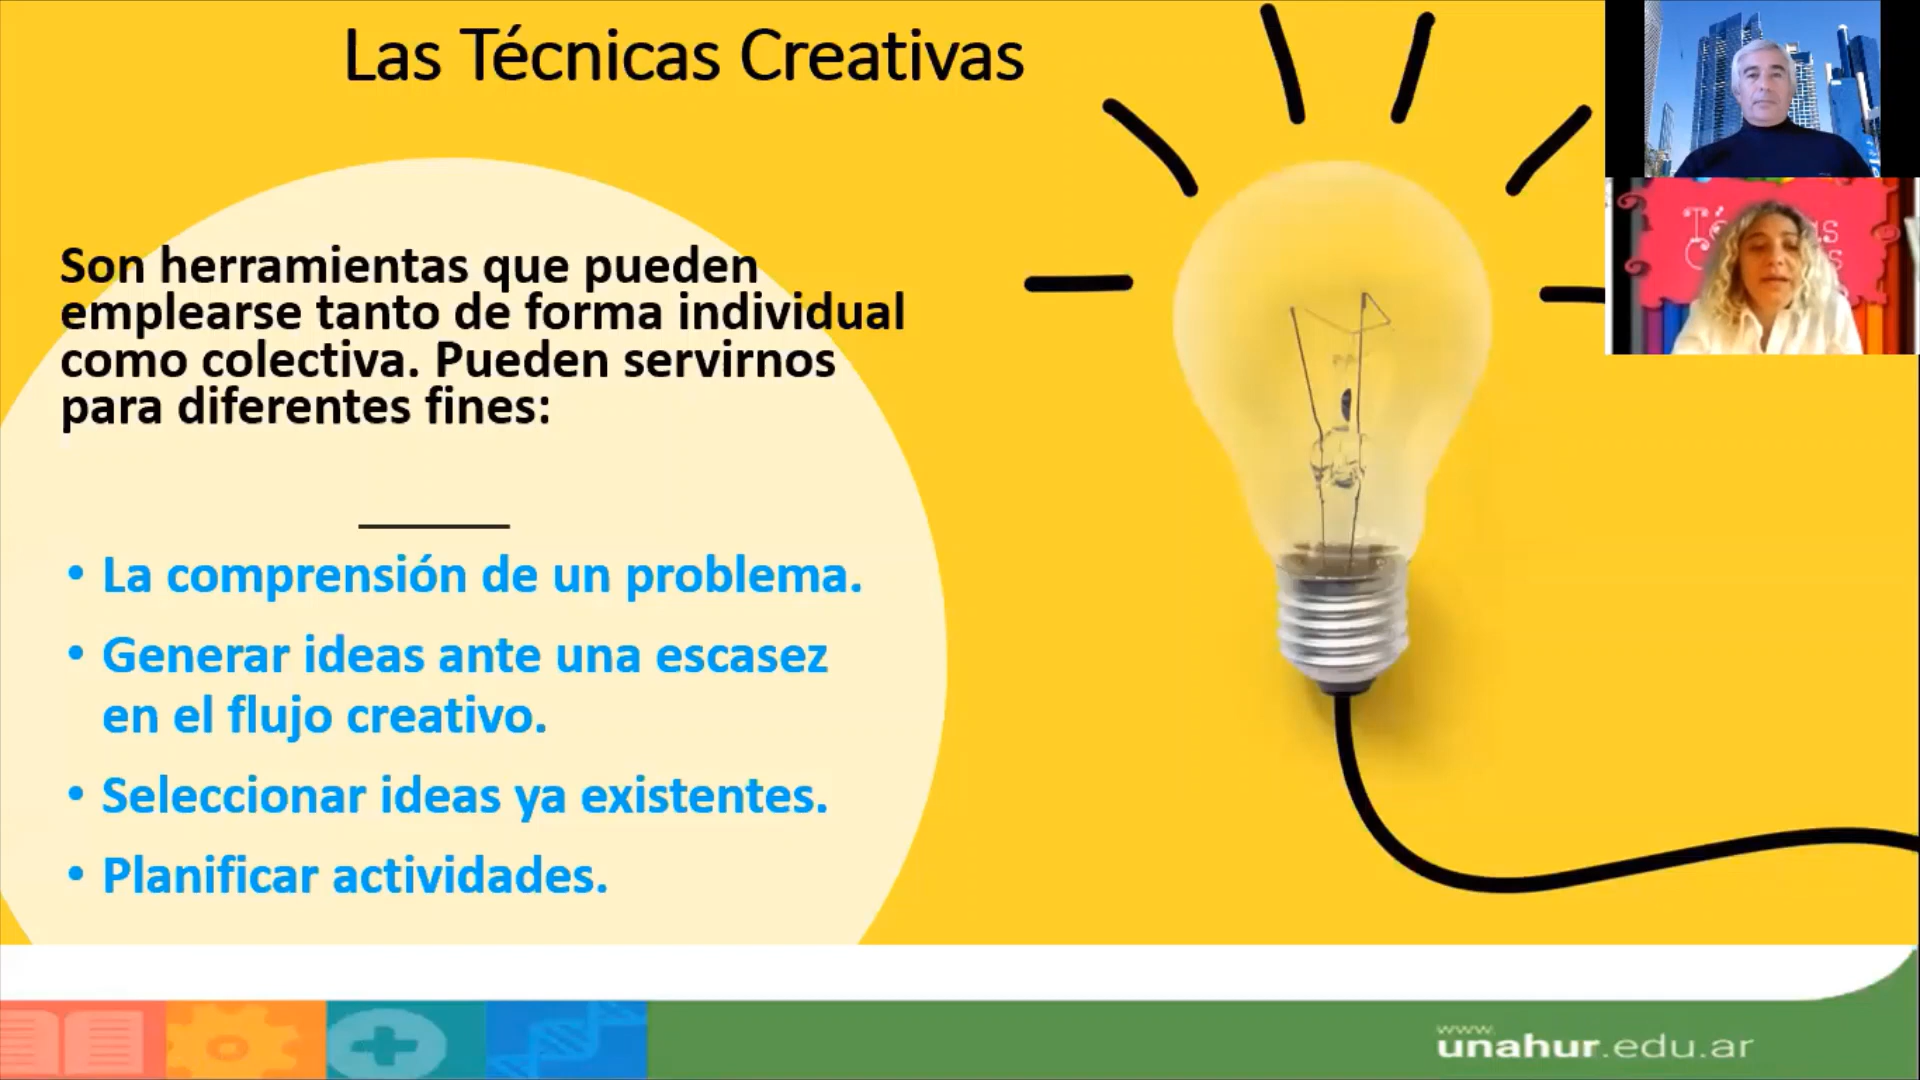 Las Técnicas Creativas
Son herramientas que pueden
emplearse tanto de forma individual
como colectiva. Pueden servirnos
para diferentes fines:
• La comprensión de un problema.
• Generar ideas ante una escasez
en el flujo creativo.
• Seleccionar ideas ya existentes.
• Planificar actividades.
www.
unahur.edu.ar